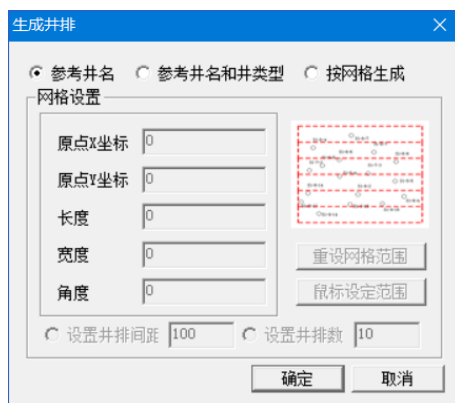 生成井排
参考井名 参考井名和井类型 按网格生成
网格设置
原点X坐标 0
原点Y坐标 0
长度 0
宽度 0
重设网格范围
角度 0
鼠标设定范围
设置井排间距 100 设置井排数 10
确定 取消